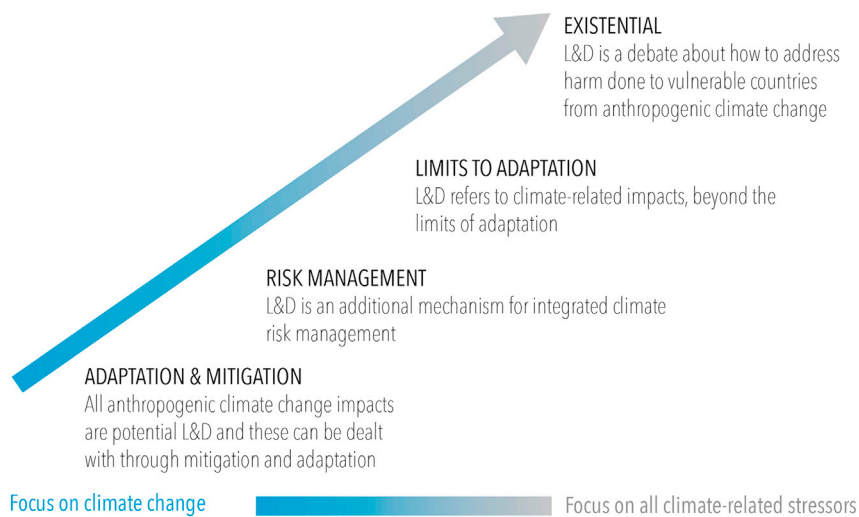 EXISTENTIAL
L&D is a debate about how to address
harm done to vulnerable countries
from anthropogenic climate change
LIMITS TO ADAPTATION
L&D refers to climate-related impacts, beyond the
limits of adaptation
RISK MANAGEMENT
L&D is an additional mechanism for integrated climate
risk management
ADAPTATION & MITIGATION
All anthropogenic climate change impacts
are potential L&D and these can be dealt
with through mitigation and adaptation
Focus on climate change
Focus on all climate-related stressors